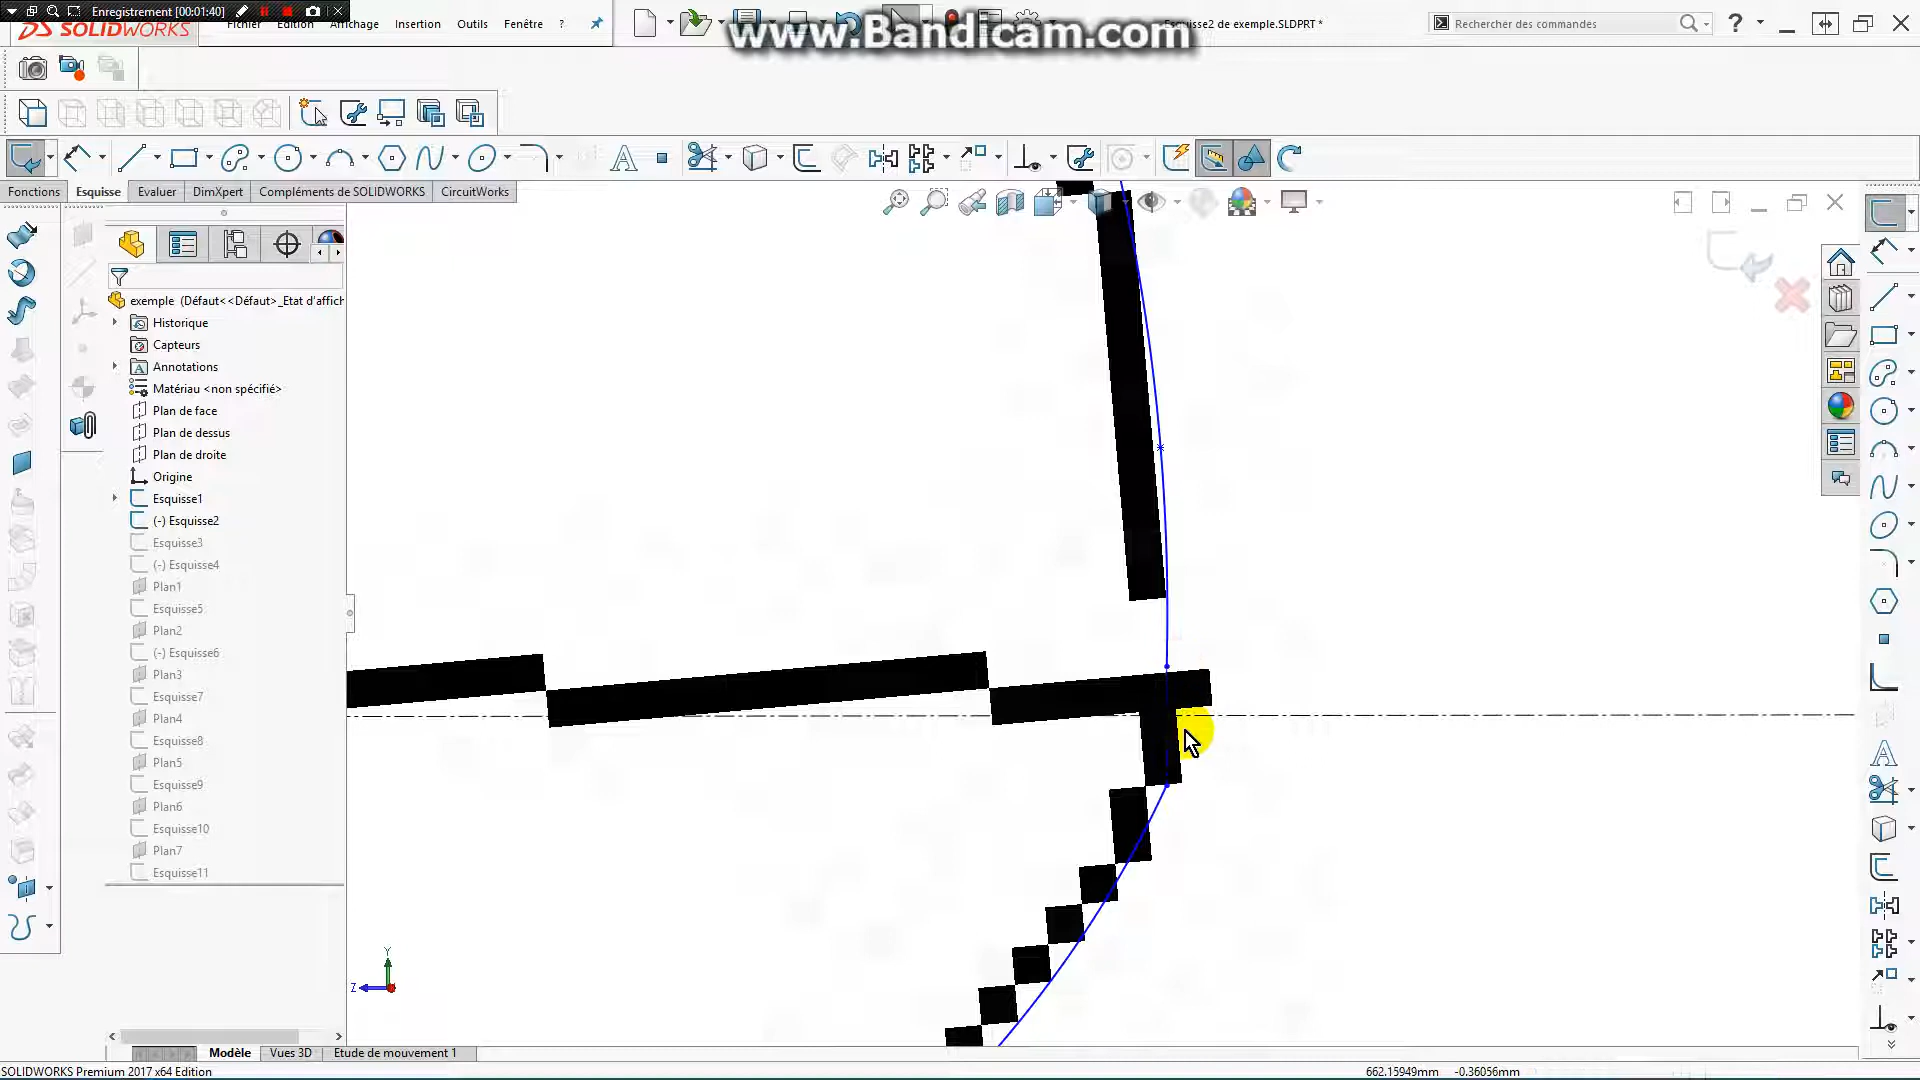 Enregistrement [00:01:40]
SOLIDWORKS
Fichier Edition Affichage Insertion Outils Fenêtre ?
Esquisse2 de exemple.SLDPRT *
Rechercher des commandes
?
www.Bandicam.com
Fonctions Esquisse Evaluer DimXpert Compléments de SOLIDWORKS CircuitWorks
exemple (Défaut<<Défaut>_Etat d'affich
Historique
Capteurs
Annotations
Matériau <non spécifié>
Plan de face
Plan de dessus
Plan de droite
Origine
Esquisse1
(-) Esquisse2
Esquisse3
(-) Esquisse4
Plan1
Esquisse5
Plan2
(-) Esquisse6
Plan3
Esquisse7
Plan4
Esquisse8
Plan5
Esquisse9
Plan6
Esquisse10
Plan7
Esquisse11
Y
Z
Modèle Vues 3D Etude de mouvement 1
SOLIDWORKS Premium 2017 x64 Edition
662.15949mm -0.36056mm